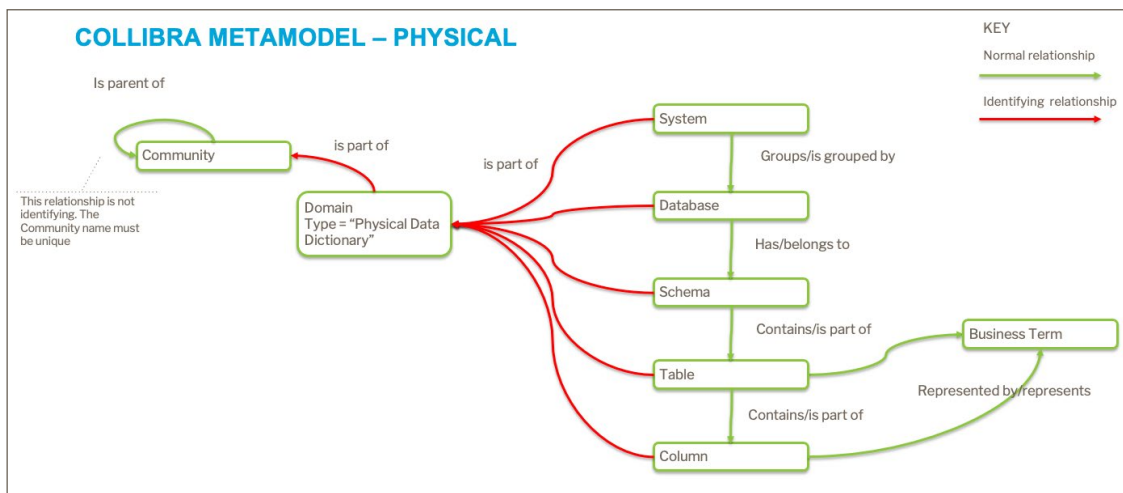 COLLIBRA METAMODEL – PHYSICAL
KEY
Normal relationship
Identifying relationship
Is parent of
Community
is part of
This relationship is not
identifying. The
Community name must
be unique
Domain
Type = “Physical Data
Dictionary”
is part of
System
Groups/is grouped by
Database
Has/belongs to
Schema
Contains/is part of
Business Term
Table
Represented by/represents
Contains/is part of
Column